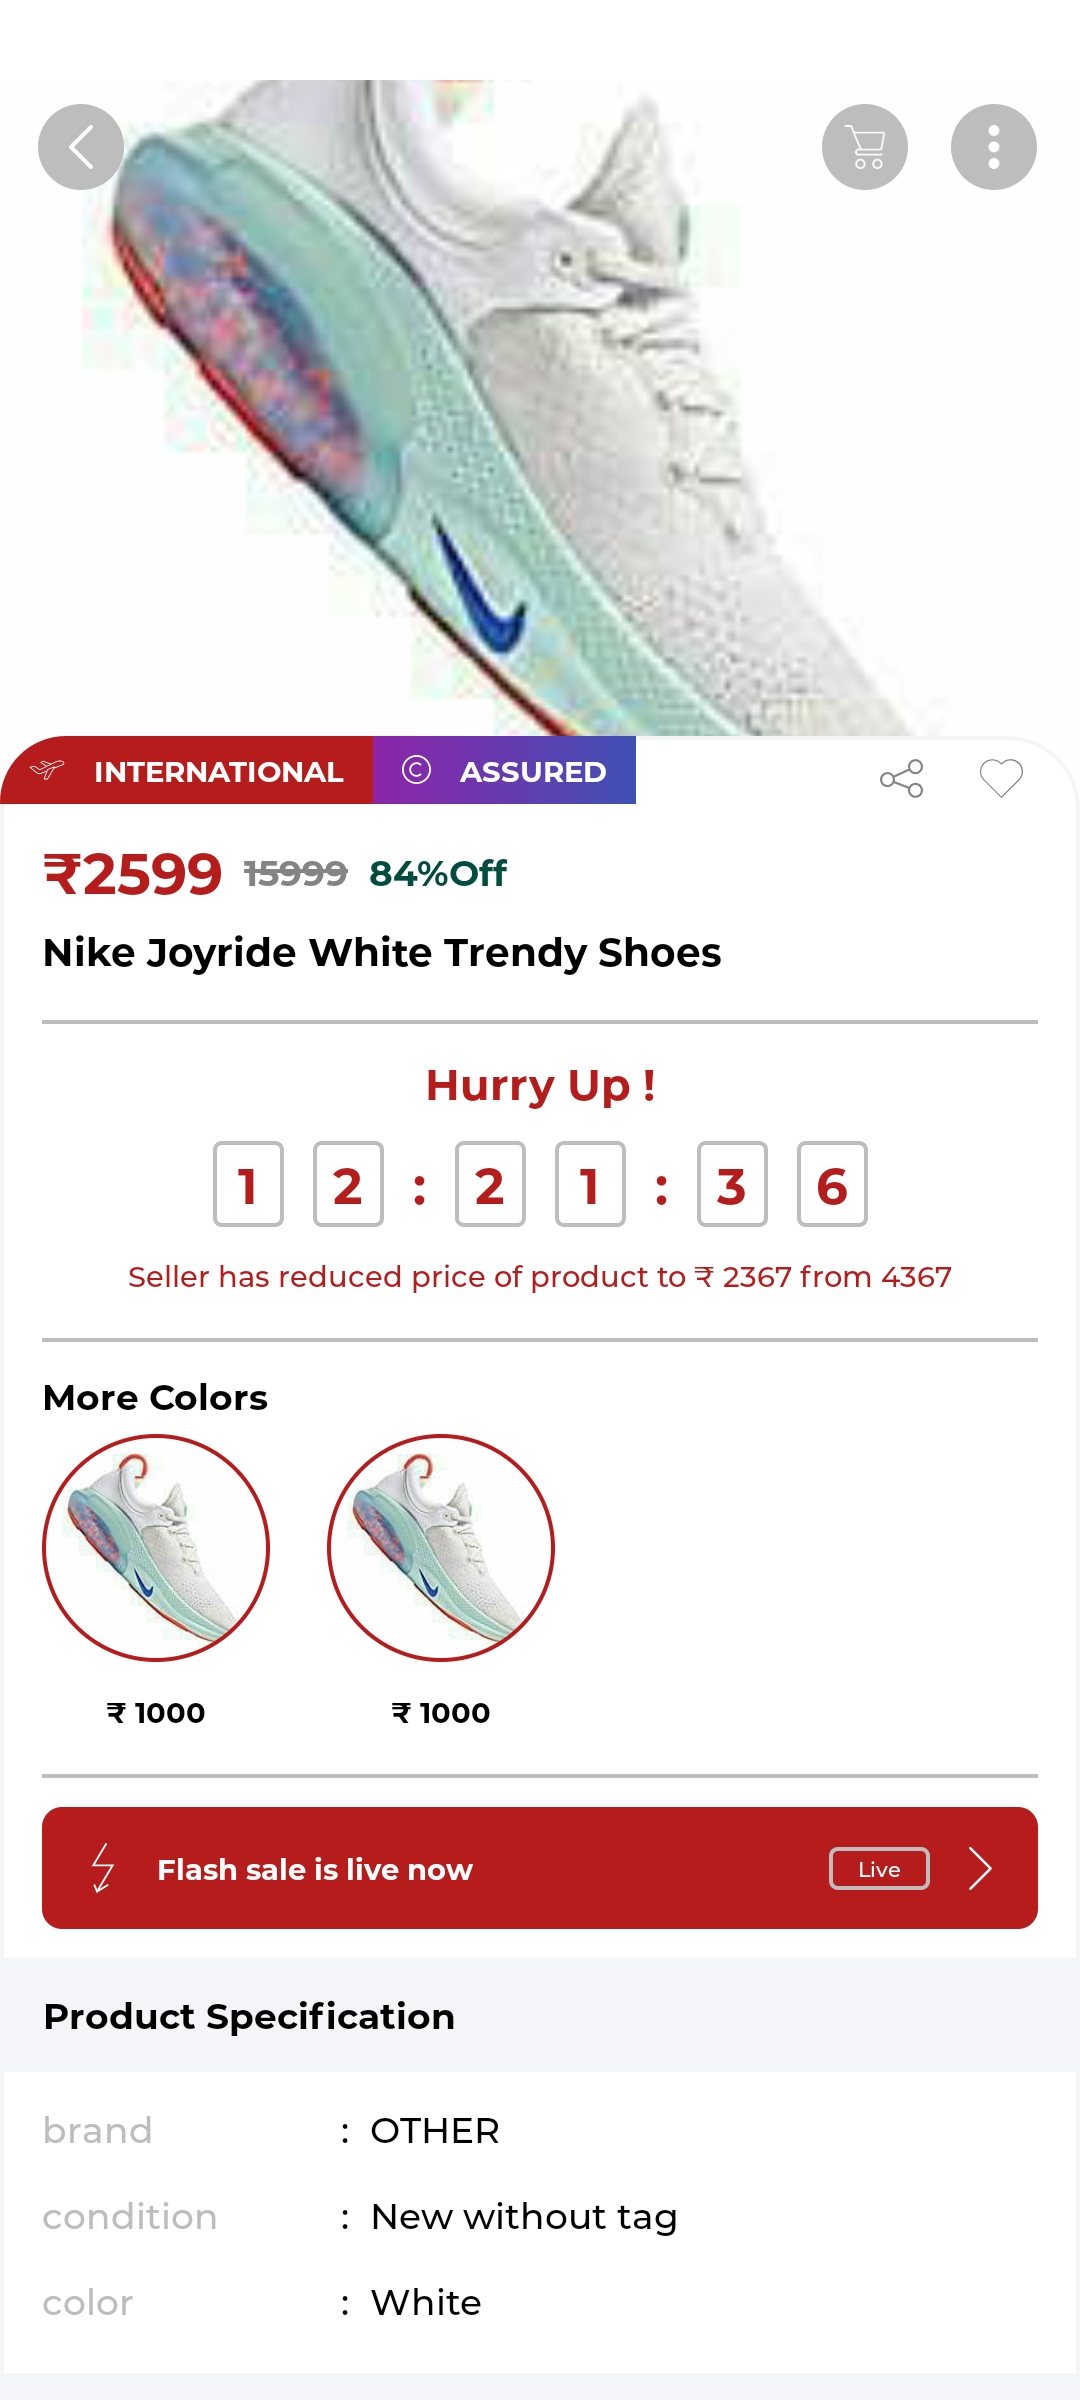 INTERNATIONAL © ASSURED
₹2599 15999 84%Off
Nike Joyride White Trendy Shoes
Hurry Up !
1 2 : 2 1 : 3 6
Seller has reduced price of product to ₹ 2367 from 4367
More Colors
₹ 1000 ₹ 1000
Flash sale is live now Live
Product Specification
brand : OTHER
condition : New without tag
color : White